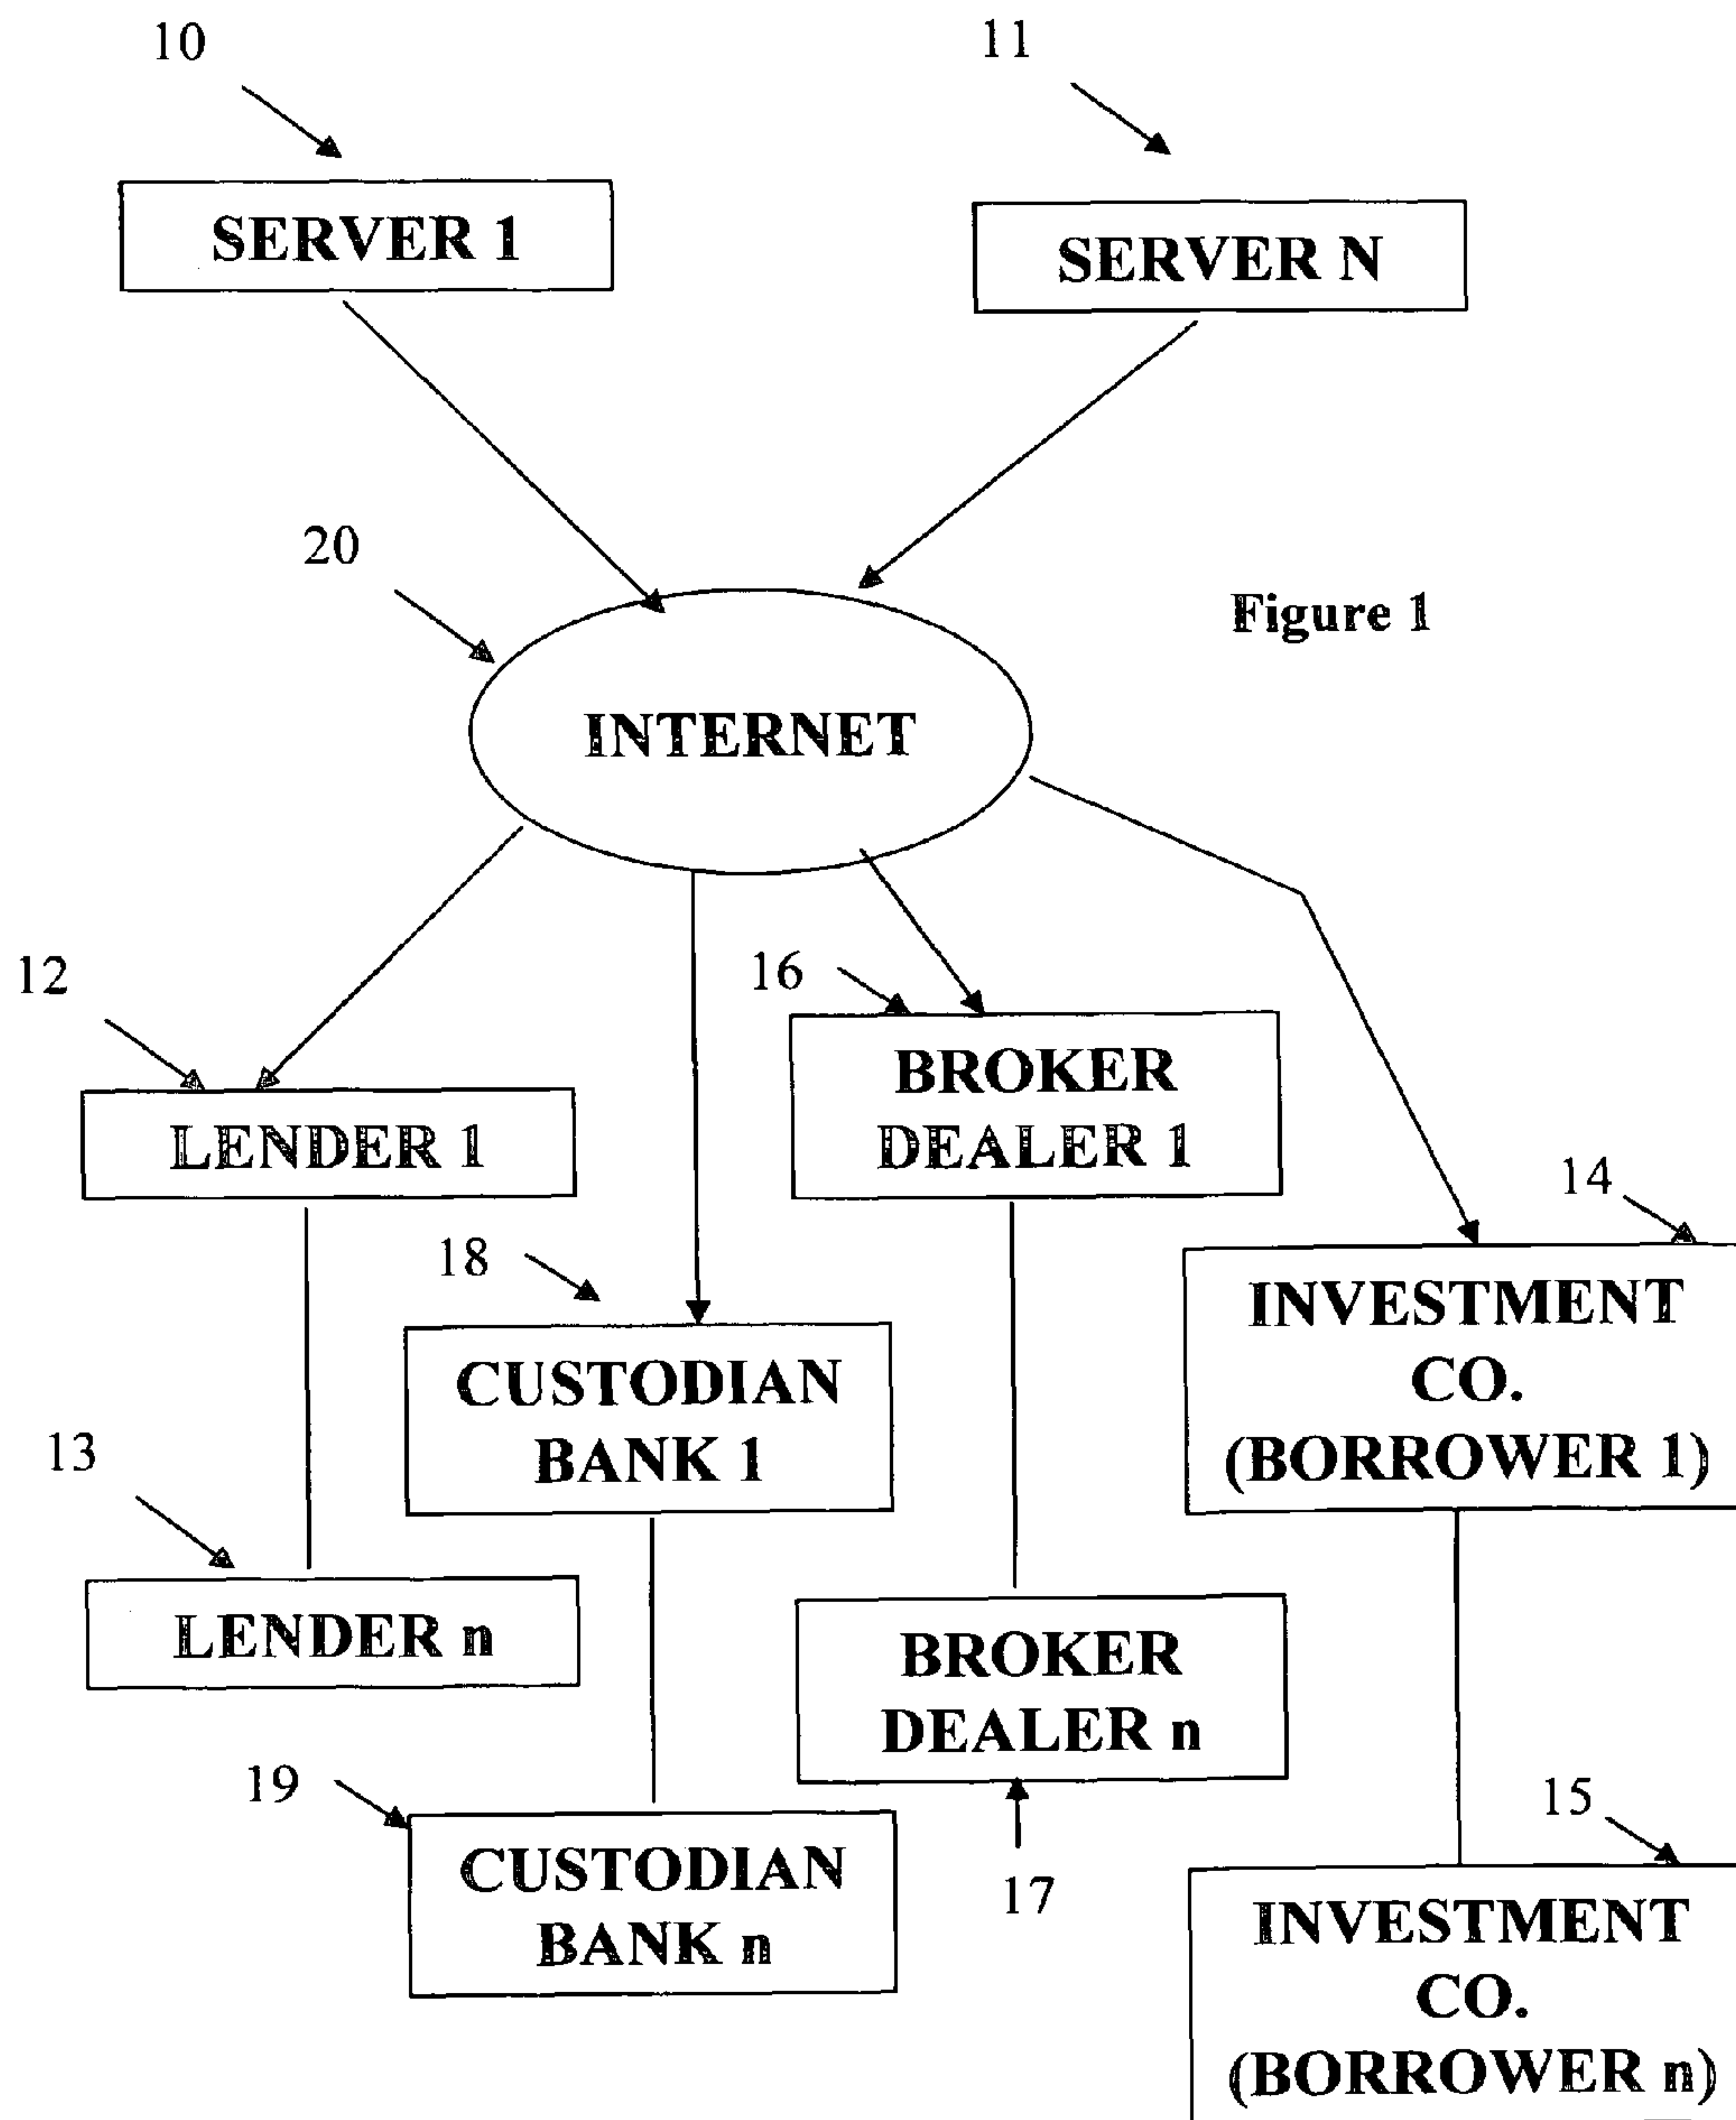 10
11
SERVER 1
SERVER N
20
Figure 1
INTERNET
12
16
BROKER
DEALER 1
LENDER 1
14
18
INVESTMENT
CO.
(BORROWER 1)
CUSTODIAN
BANK 1
13
LENDER n
BROKER
DEALER n
19
15
CUSTODIAN
BANK n
17
INVESTMENT
CO.
(BORROWER n)